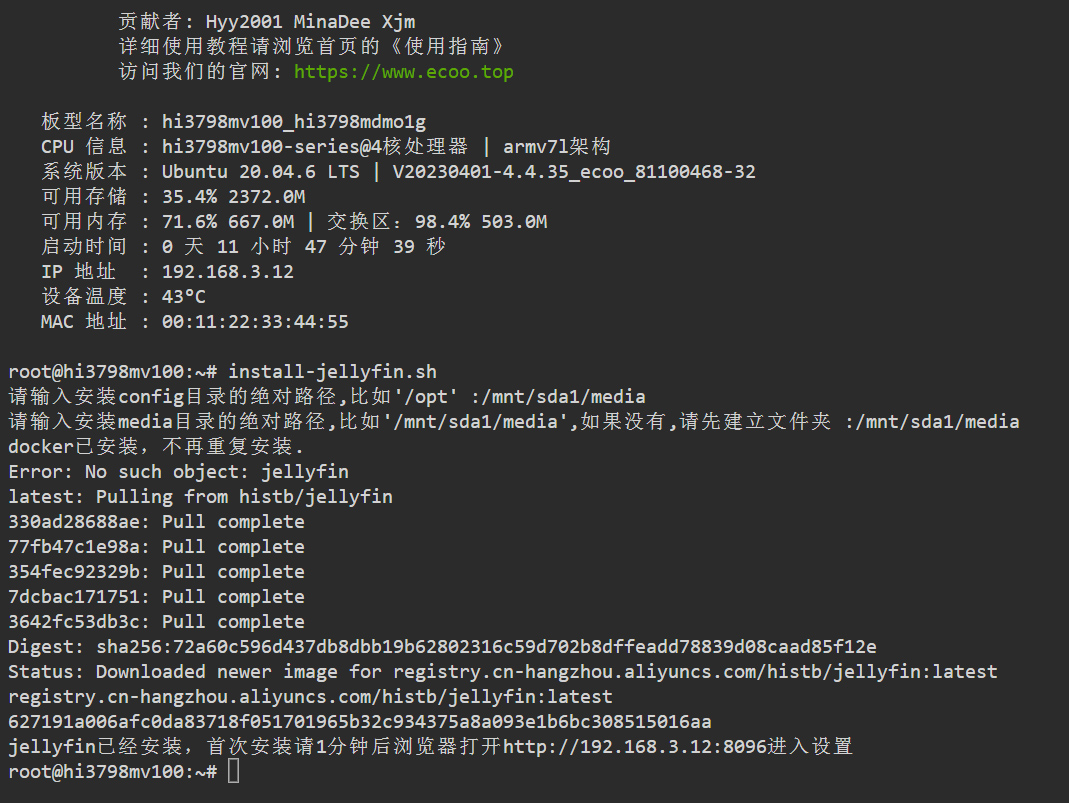 贡献者: Hyy2001 MinaDee Xjm
详细使用教程请浏览首页的《使用指南》
访问我们的官网: https://www.ecoo.top
板型名称 : hi3798mv100_hi3798mdmo1g
CPU 信息 : hi3798mv100-series@4核处理器 | armv7l架构
系统版本 : Ubuntu 20.04.6 LTS | V20230401-4.4.35_ecoo_81100468-32
可用存储 : 35.4% 2372.0M
可用内存 : 71.6% 667.0M | 交换区: 98.4% 503.0M
启动时间 : 0 天 11 小时 47 分钟 39 秒
IP 地址 : 192.168.3.12
设备温度 : 43°C
MAC 地址 : 00:11:22:33:44:55
root@hi3798mv100:~# install-jellyfin.sh
请输入安装config目录的绝对路径,比如'/opt' :/mnt/sda1/media
请输入安装media目录的绝对路径,比如'/mnt/sda1/media',如果没有,请先建立文件夹 :/mnt/sda1/media
docker已安装，不再重复安装.
Error: No such object: jellyfin
latest: Pulling from histb/jellyfin
330ad28688ae: Pull complete
77fb47c1e98a: Pull complete
354fec92329b: Pull complete
7dcbac171751: Pull complete
3642fc53db3c: Pull complete
Digest: sha256:72a60c596d437db8dbb19b62802316c59d702b8dffeadd78839d08caad85f12e
Status: Downloaded newer image for registry.cn-hangzhou.aliyuncs.com/histb/jellyfin:latest
registry.cn-hangzhou.aliyuncs.com/histb/jellyfin:latest
627191a006afc0da83718f051701965b32c934375a8a093e1b6bc308515016aa
jellyfin已经安装，首次安装请1分钟后浏览器打开http://192.168.3.12:8096进入设置
root@hi3798mv100:~#